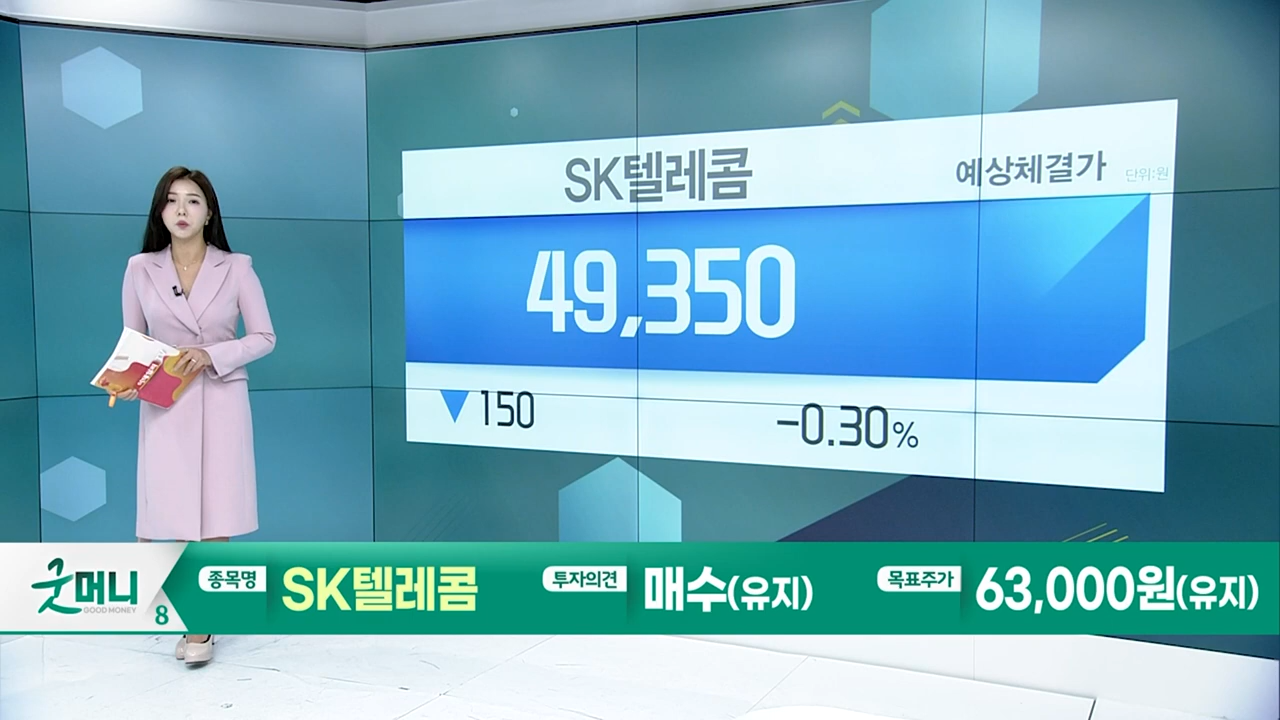 SK텔레콤
예상체결가
단위:원
49,350
▼150
-0.30%
굿머니
GOOD MONEY
8
종목명
SK텔레콤
투자의견
매수(유지)
목표주가
63,000원(유지)